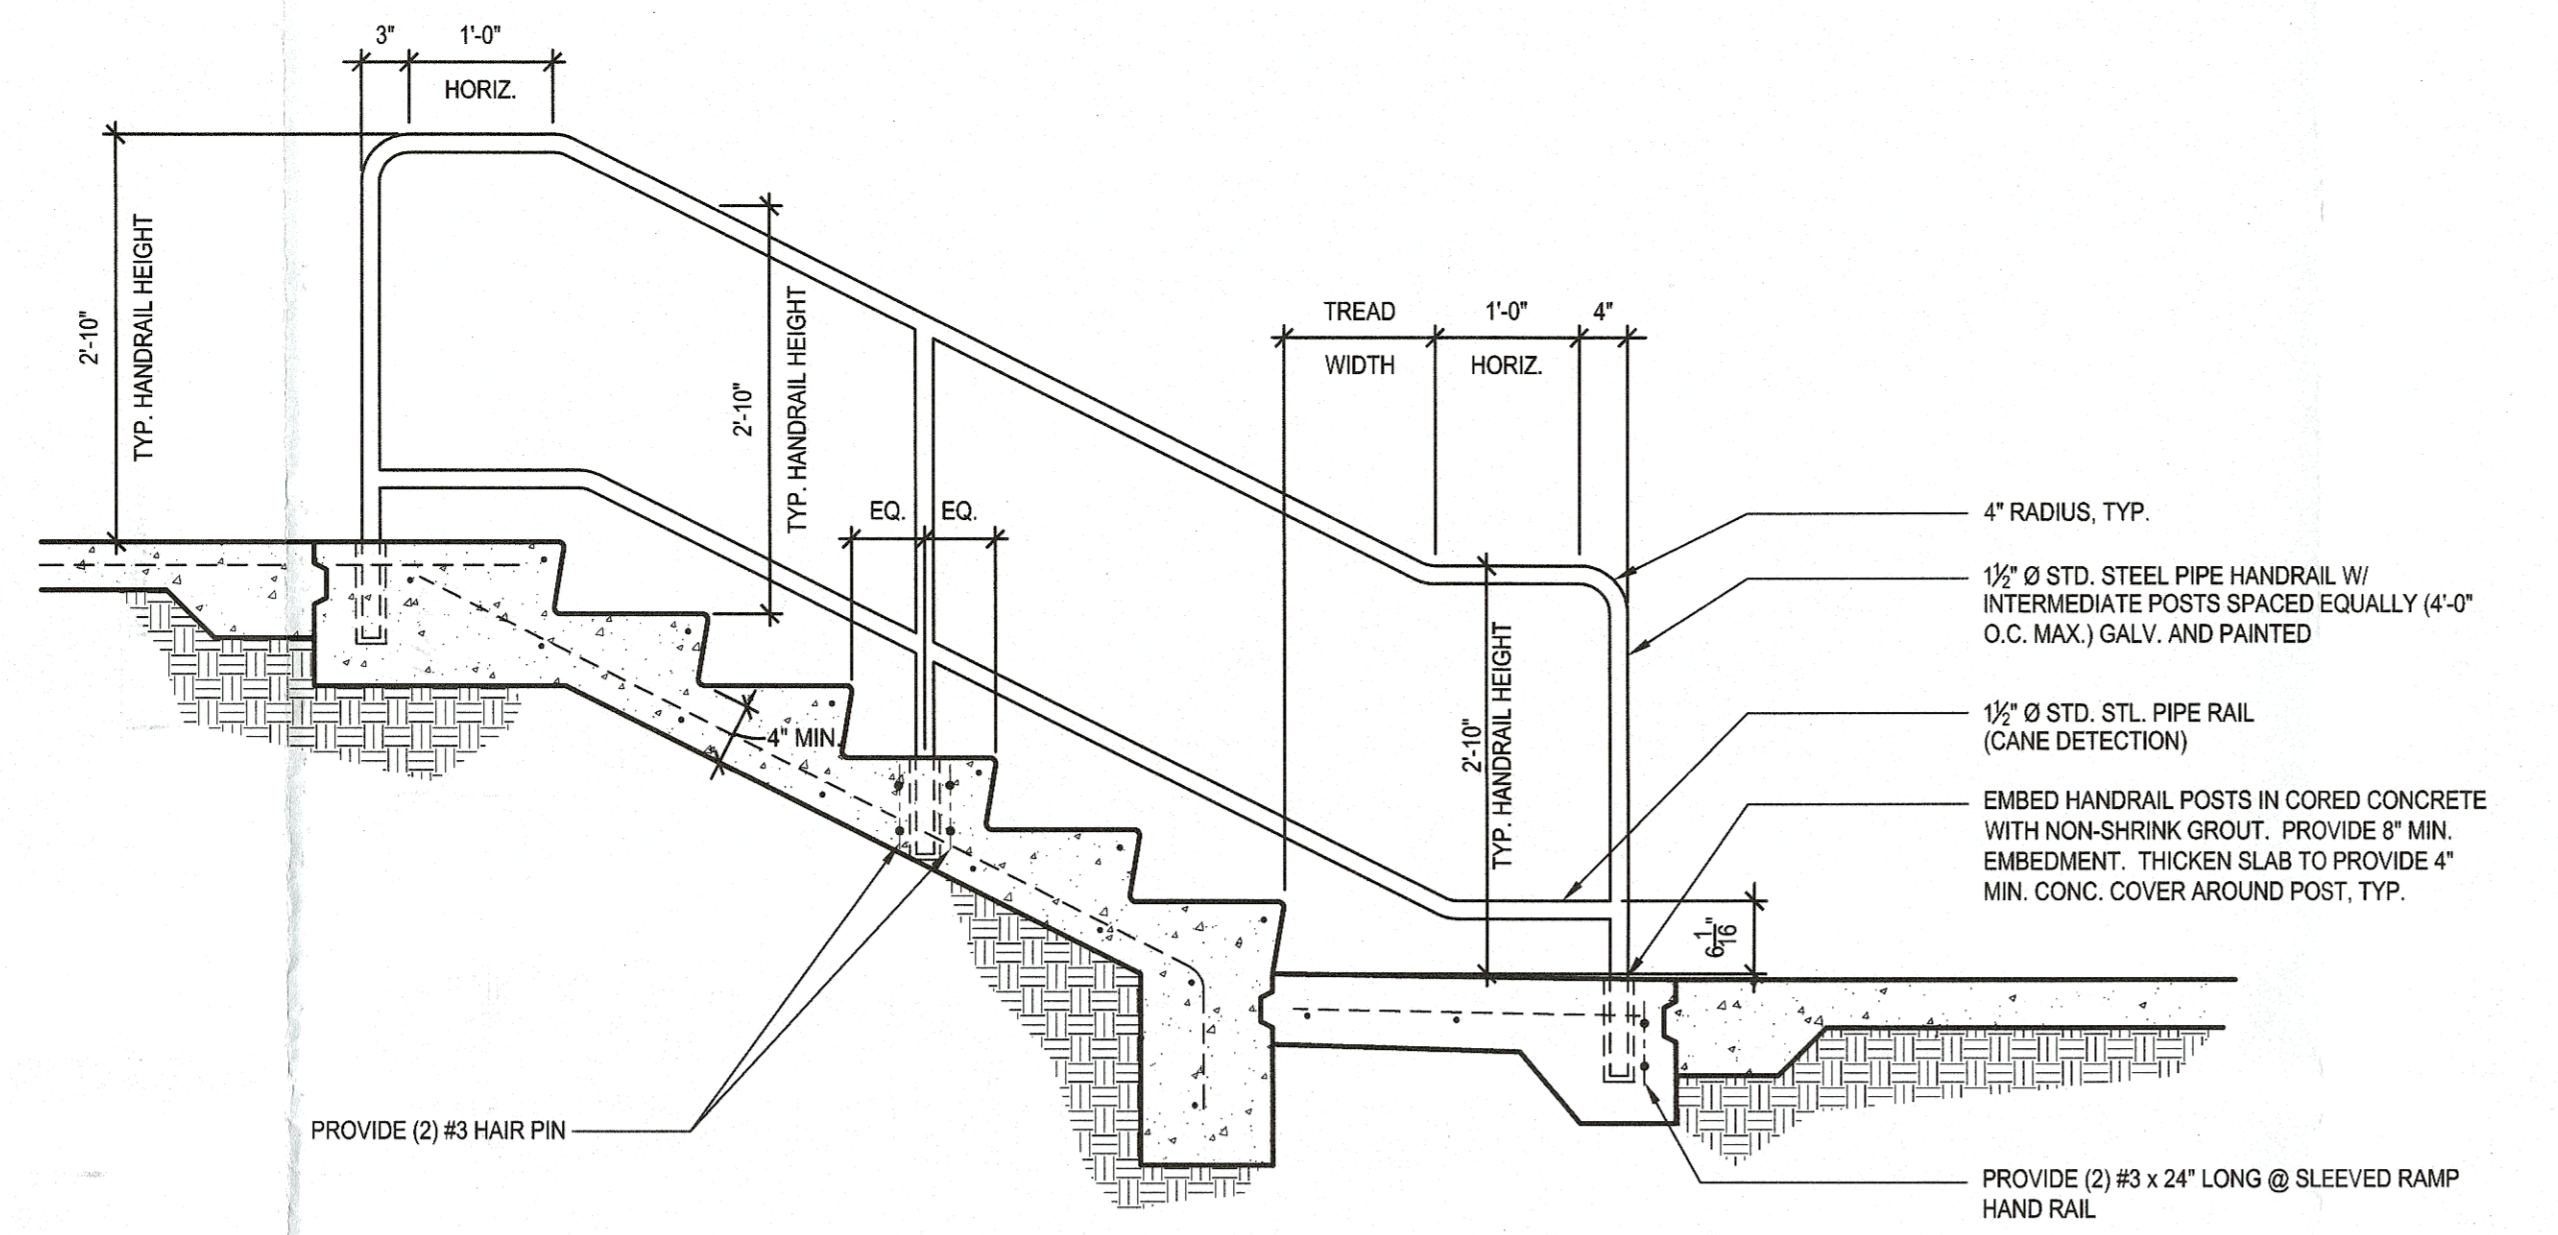 3"
1'-0"
HORIZ.
2'-10"
TYP. HANDRAIL HEIGHT
2'-10"
TYP. HANDRAIL HEIGHT
EQ.
EQ.
TREAD
WIDTH
1'-0"
HORIZ.
4"
4" MIN.
2'-10"
TYP. HANDRAIL HEIGHT
6 1/16"
4" RADIUS, TYP.
1½" Ø STD. STEEL PIPE HANDRAIL W/
INTERMEDIATE POSTS SPACED EQUALLY (4'-0"
O.C. MAX.) GALV. AND PAINTED
1½" Ø STD. STL. PIPE RAIL
(CANE DETECTION)
EMBED HANDRAIL POSTS IN CORED CONCRETE
WITH NON-SHRINK GROUT. PROVIDE 8" MIN.
EMBEDMENT. THICKEN SLAB TO PROVIDE 4"
MIN. CONC. COVER AROUND POST, TYP.
PROVIDE (2) #3 HAIR PIN
PROVIDE (2) #3 x 24" LONG @ SLEEVED RAMP
HAND RAIL